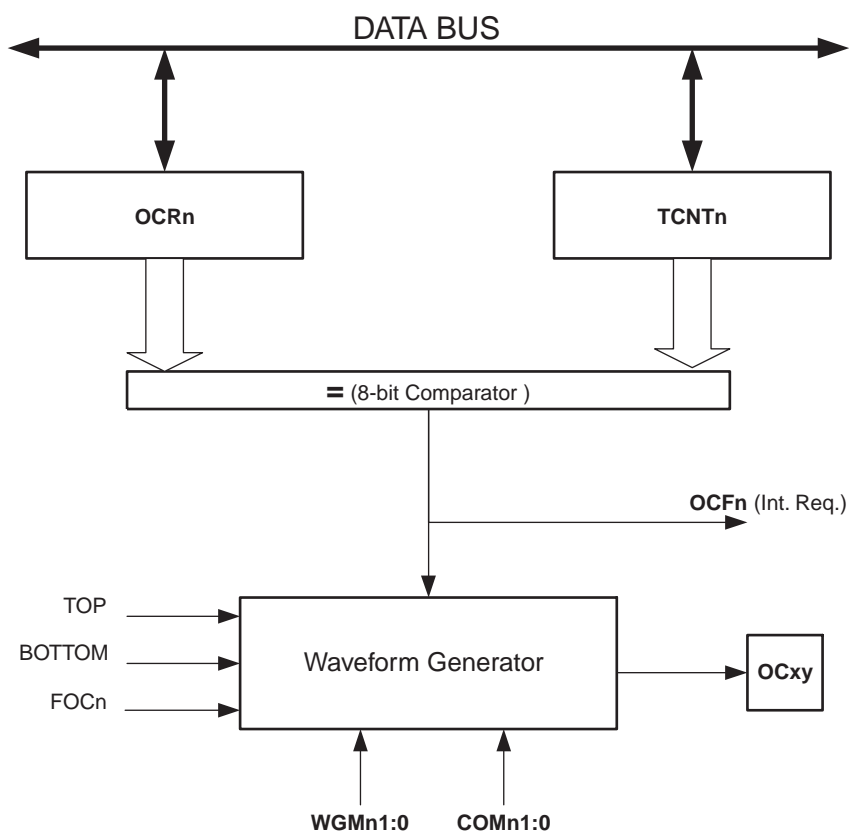 DATA BUS
OCRn
TCNTn
= (8-bit Comparator )
OCFn (Int. Req.)
TOP
BOTTOM
FOCn
Waveform Generator
OCxy
WGMn1:0
COMn1:0